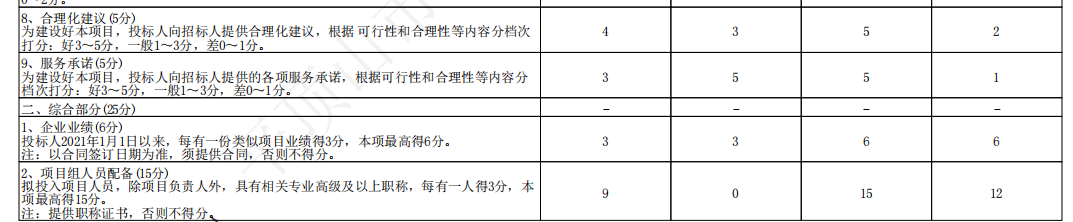 0～2分。
8、合理化建议(5分)
为建设好本项目，投标人向招标人提供合理化建议，根据 可行性和合理性等内容分档次
打分：好3～5分，一般1～3分，差0～1分。
4 3 5 2
9、服务承诺(5分)
为建设好本项目，投标人向招标人提供的各项服务承诺，根据可行性和合理性等内容分
档次打分：好3～5分，一般1～3分，差0～1分。
3 5 5 1
二、综合部分(25分)
- - - -
1、企业业绩(6分)
投标人2021年1月1日以来，每有一份类似项目业绩得3分，本项最高得6分。
注：以合同签订日期为准，须提供合同，否则不得分。
3 3 6 6
2、项目组人员配备(15分)
拟投入项目人员，除项目负责人外，具有相关专业高级及以上职称，每有一人得3分，本
项最高得15分。
注：提供职称证书，否则不得分。
9 0 15 12